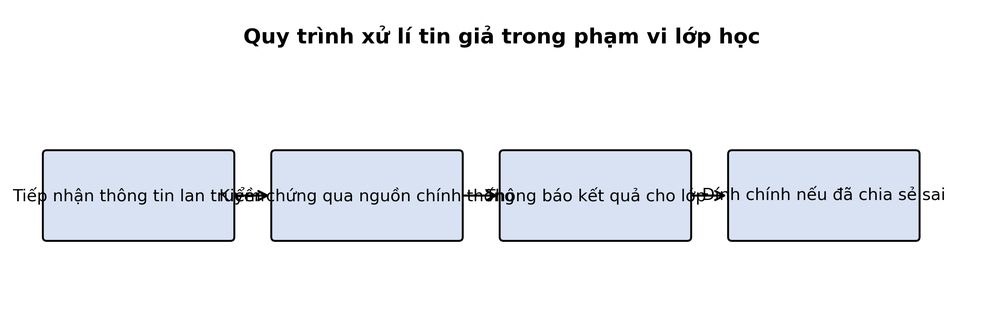 Quy trình xử lí tin giả trong phạm vi lớp học
Tiếp nhận thông tin lan truyền
Kiểm chứng qua nguồn chính thống
Thông báo kết quả cho lớp
Đính chính nếu đã chia sẻ sai